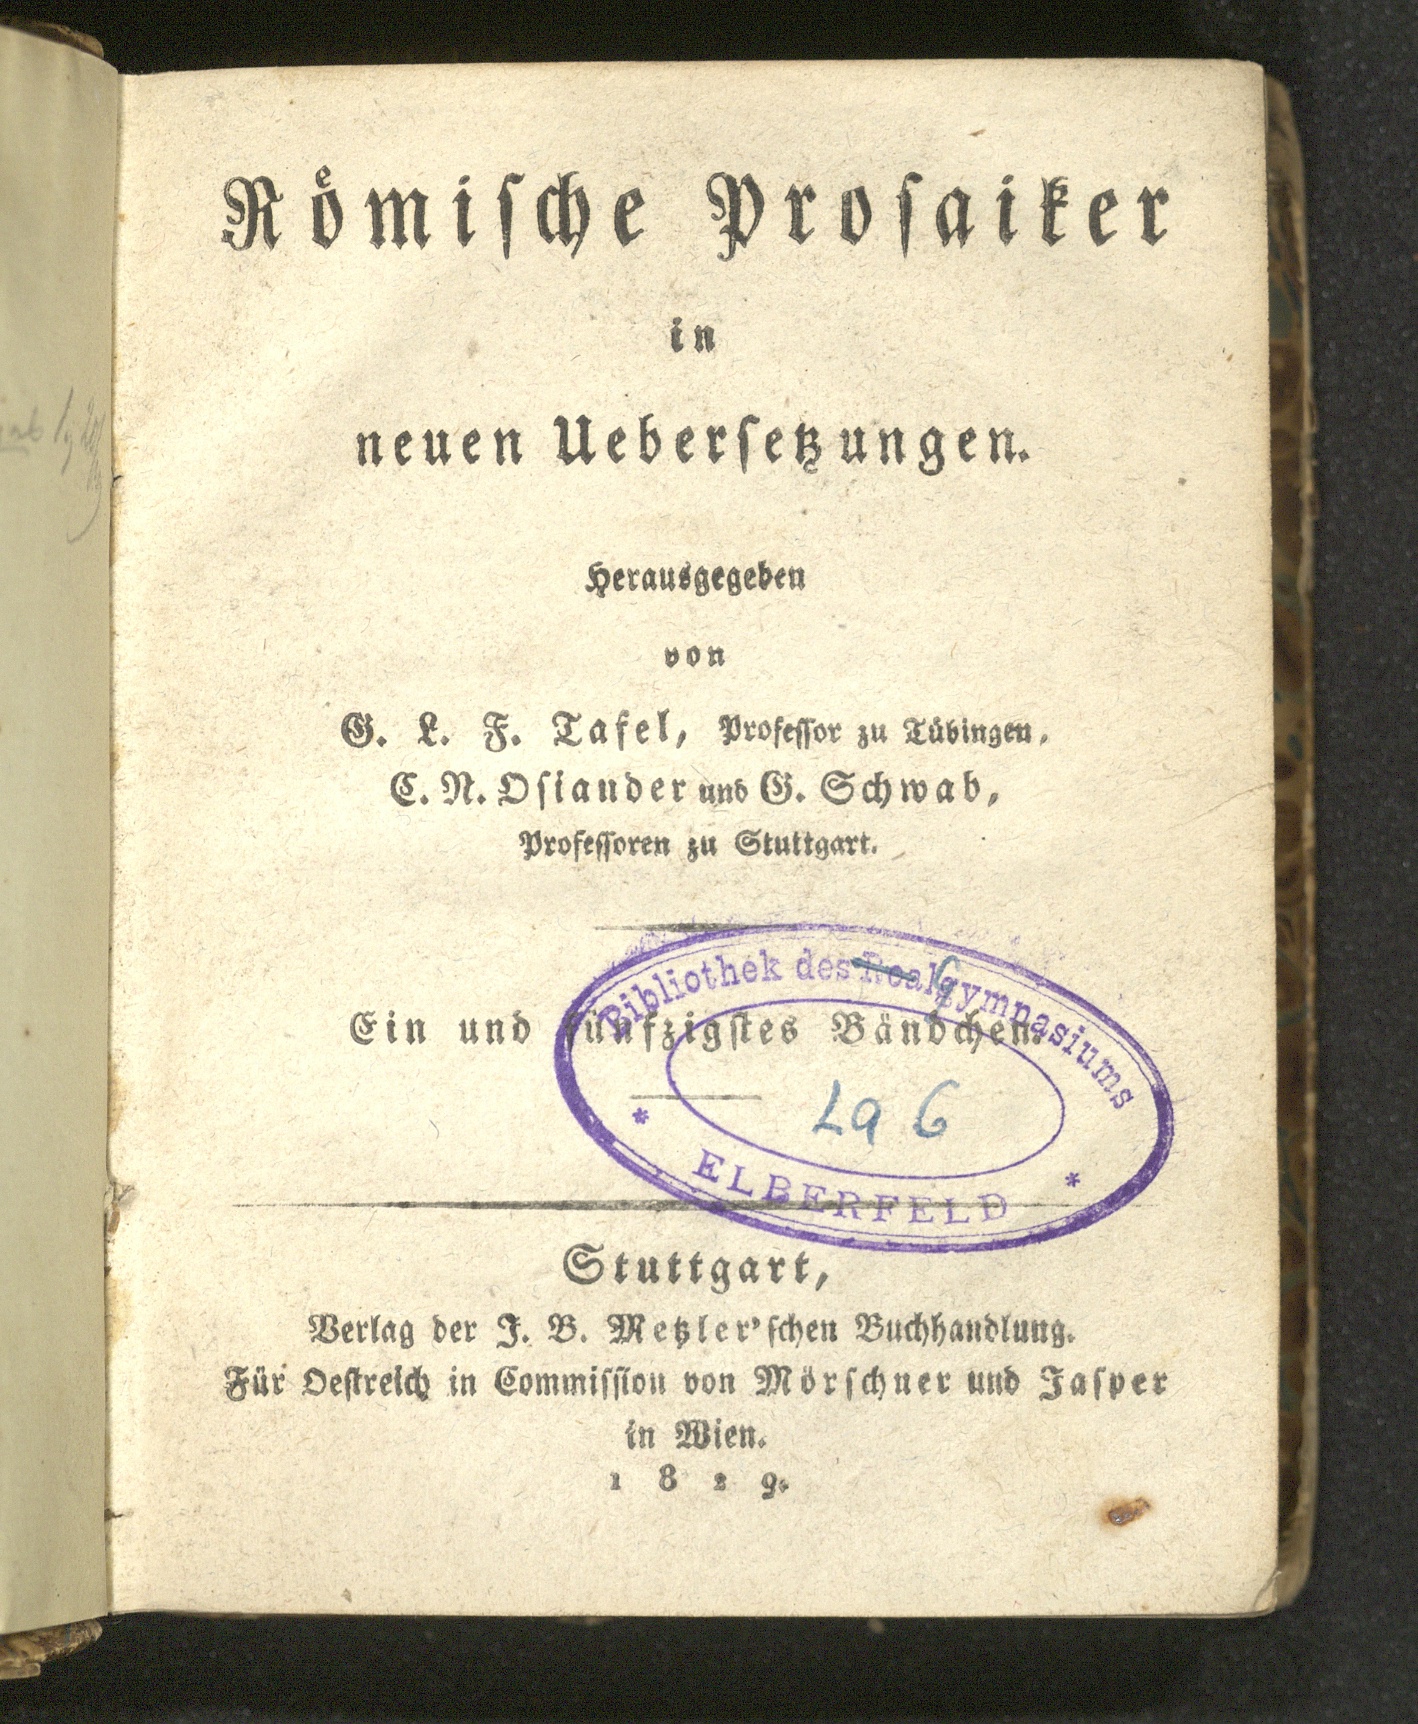 Römische Prosaiker
in
neuen Uebersetzungen.
Herausgegeben
von
G. L. F. Tafel, Professor zu Tübingen,
C. N. Osiander und G. Schwab,
Professoren zu Stuttgart.
Bibliothek des Realgymnasiums
G
Ein und fünfzigstes Bändchen.
La 6
* ELBERFELD *
Stuttgart,
Verlag der J. B. Metzler'schen Buchhandlung.
Für Oestreich in Commission von Mörschner und Jasper
in Wien.
1829.